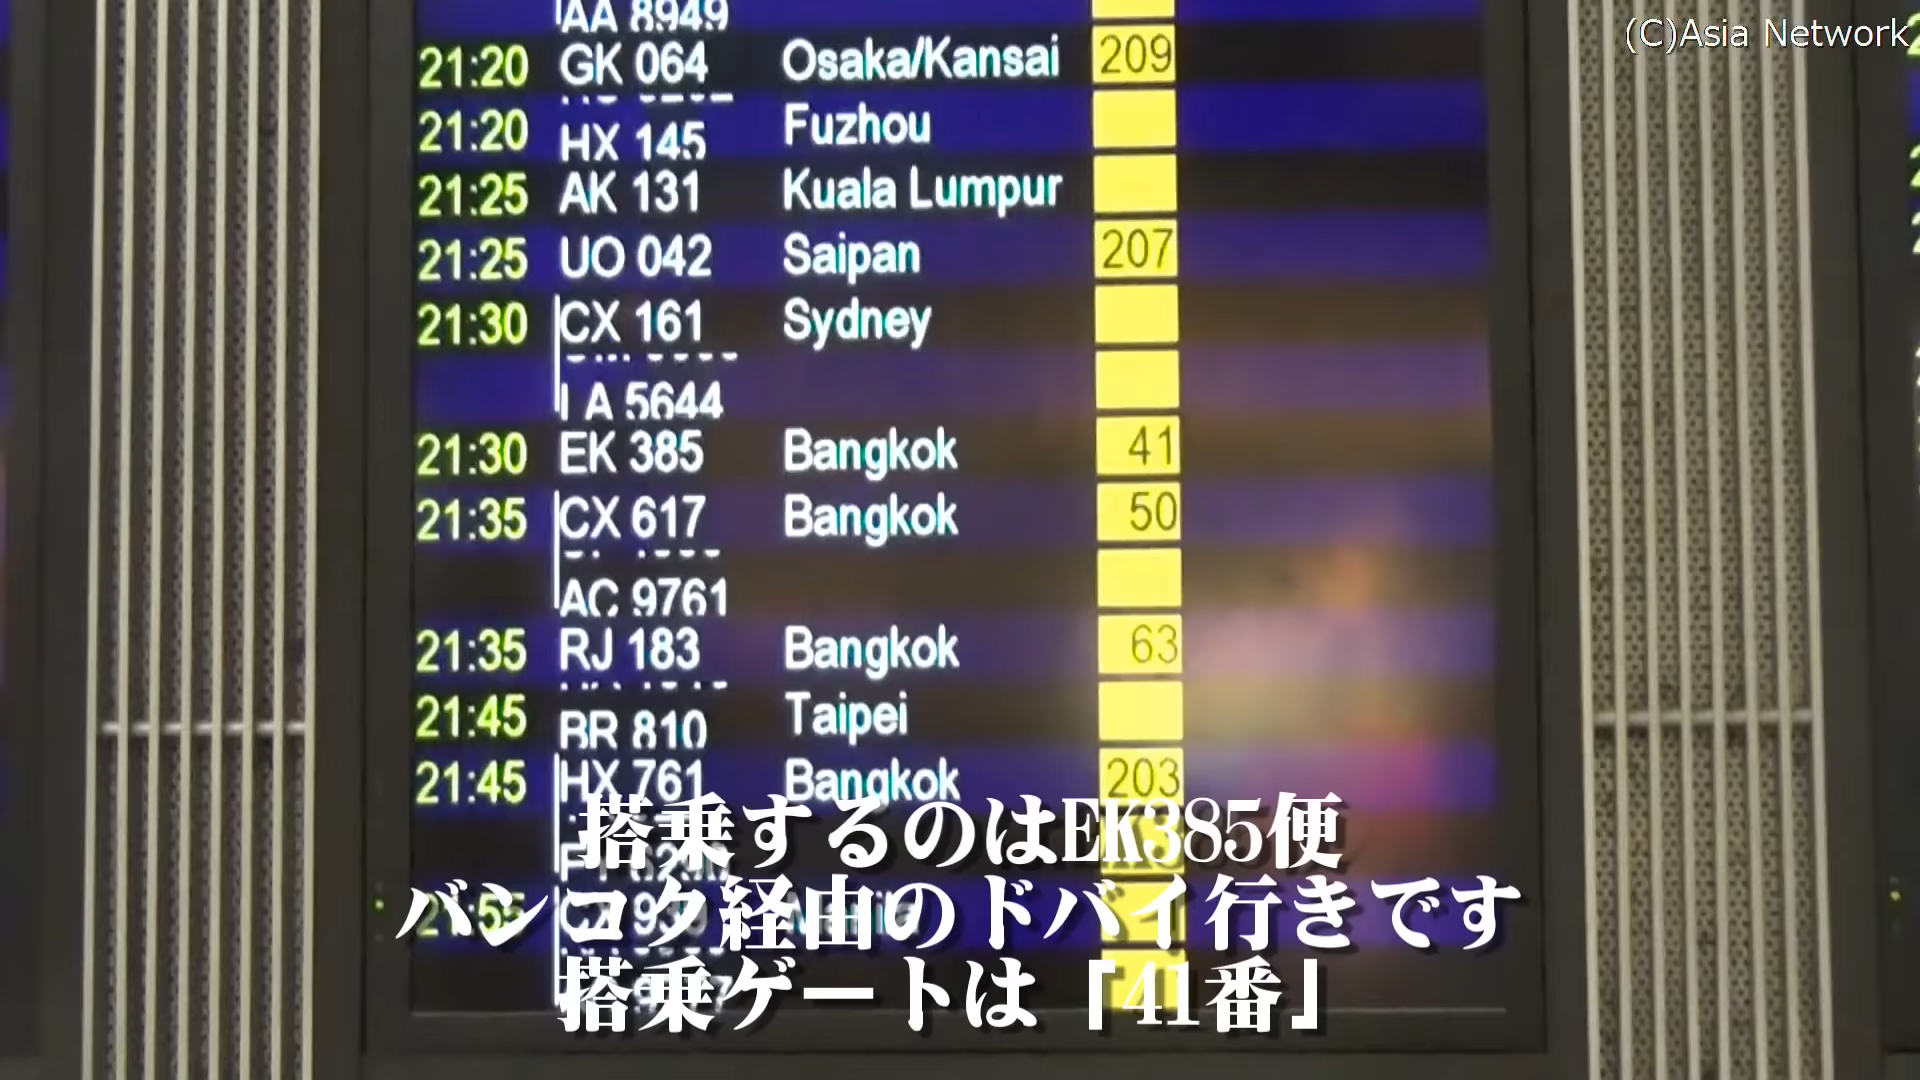 (C)Asia Network
AA 8949
21:20 GK 064 Osaka/Kansai 209
21:20 HX 145 Fuzhou
21:25 AK 131 Kuala Lumpur
21:25 UO 042 Saipan 207
21:30 CX 161 Sydney
LA 5644
21:30 EK 385 Bangkok 41
21:35 CX 617 Bangkok 50
AC 9761
21:35 RJ 183 Bangkok 63
21:45 BR 810 Taipei
21:45 HX 761 Bangkok 203
21:55 Manila
搭乗するのはEK385便
バンコク経由のドバイ行きです
搭乗ゲートは「41番」